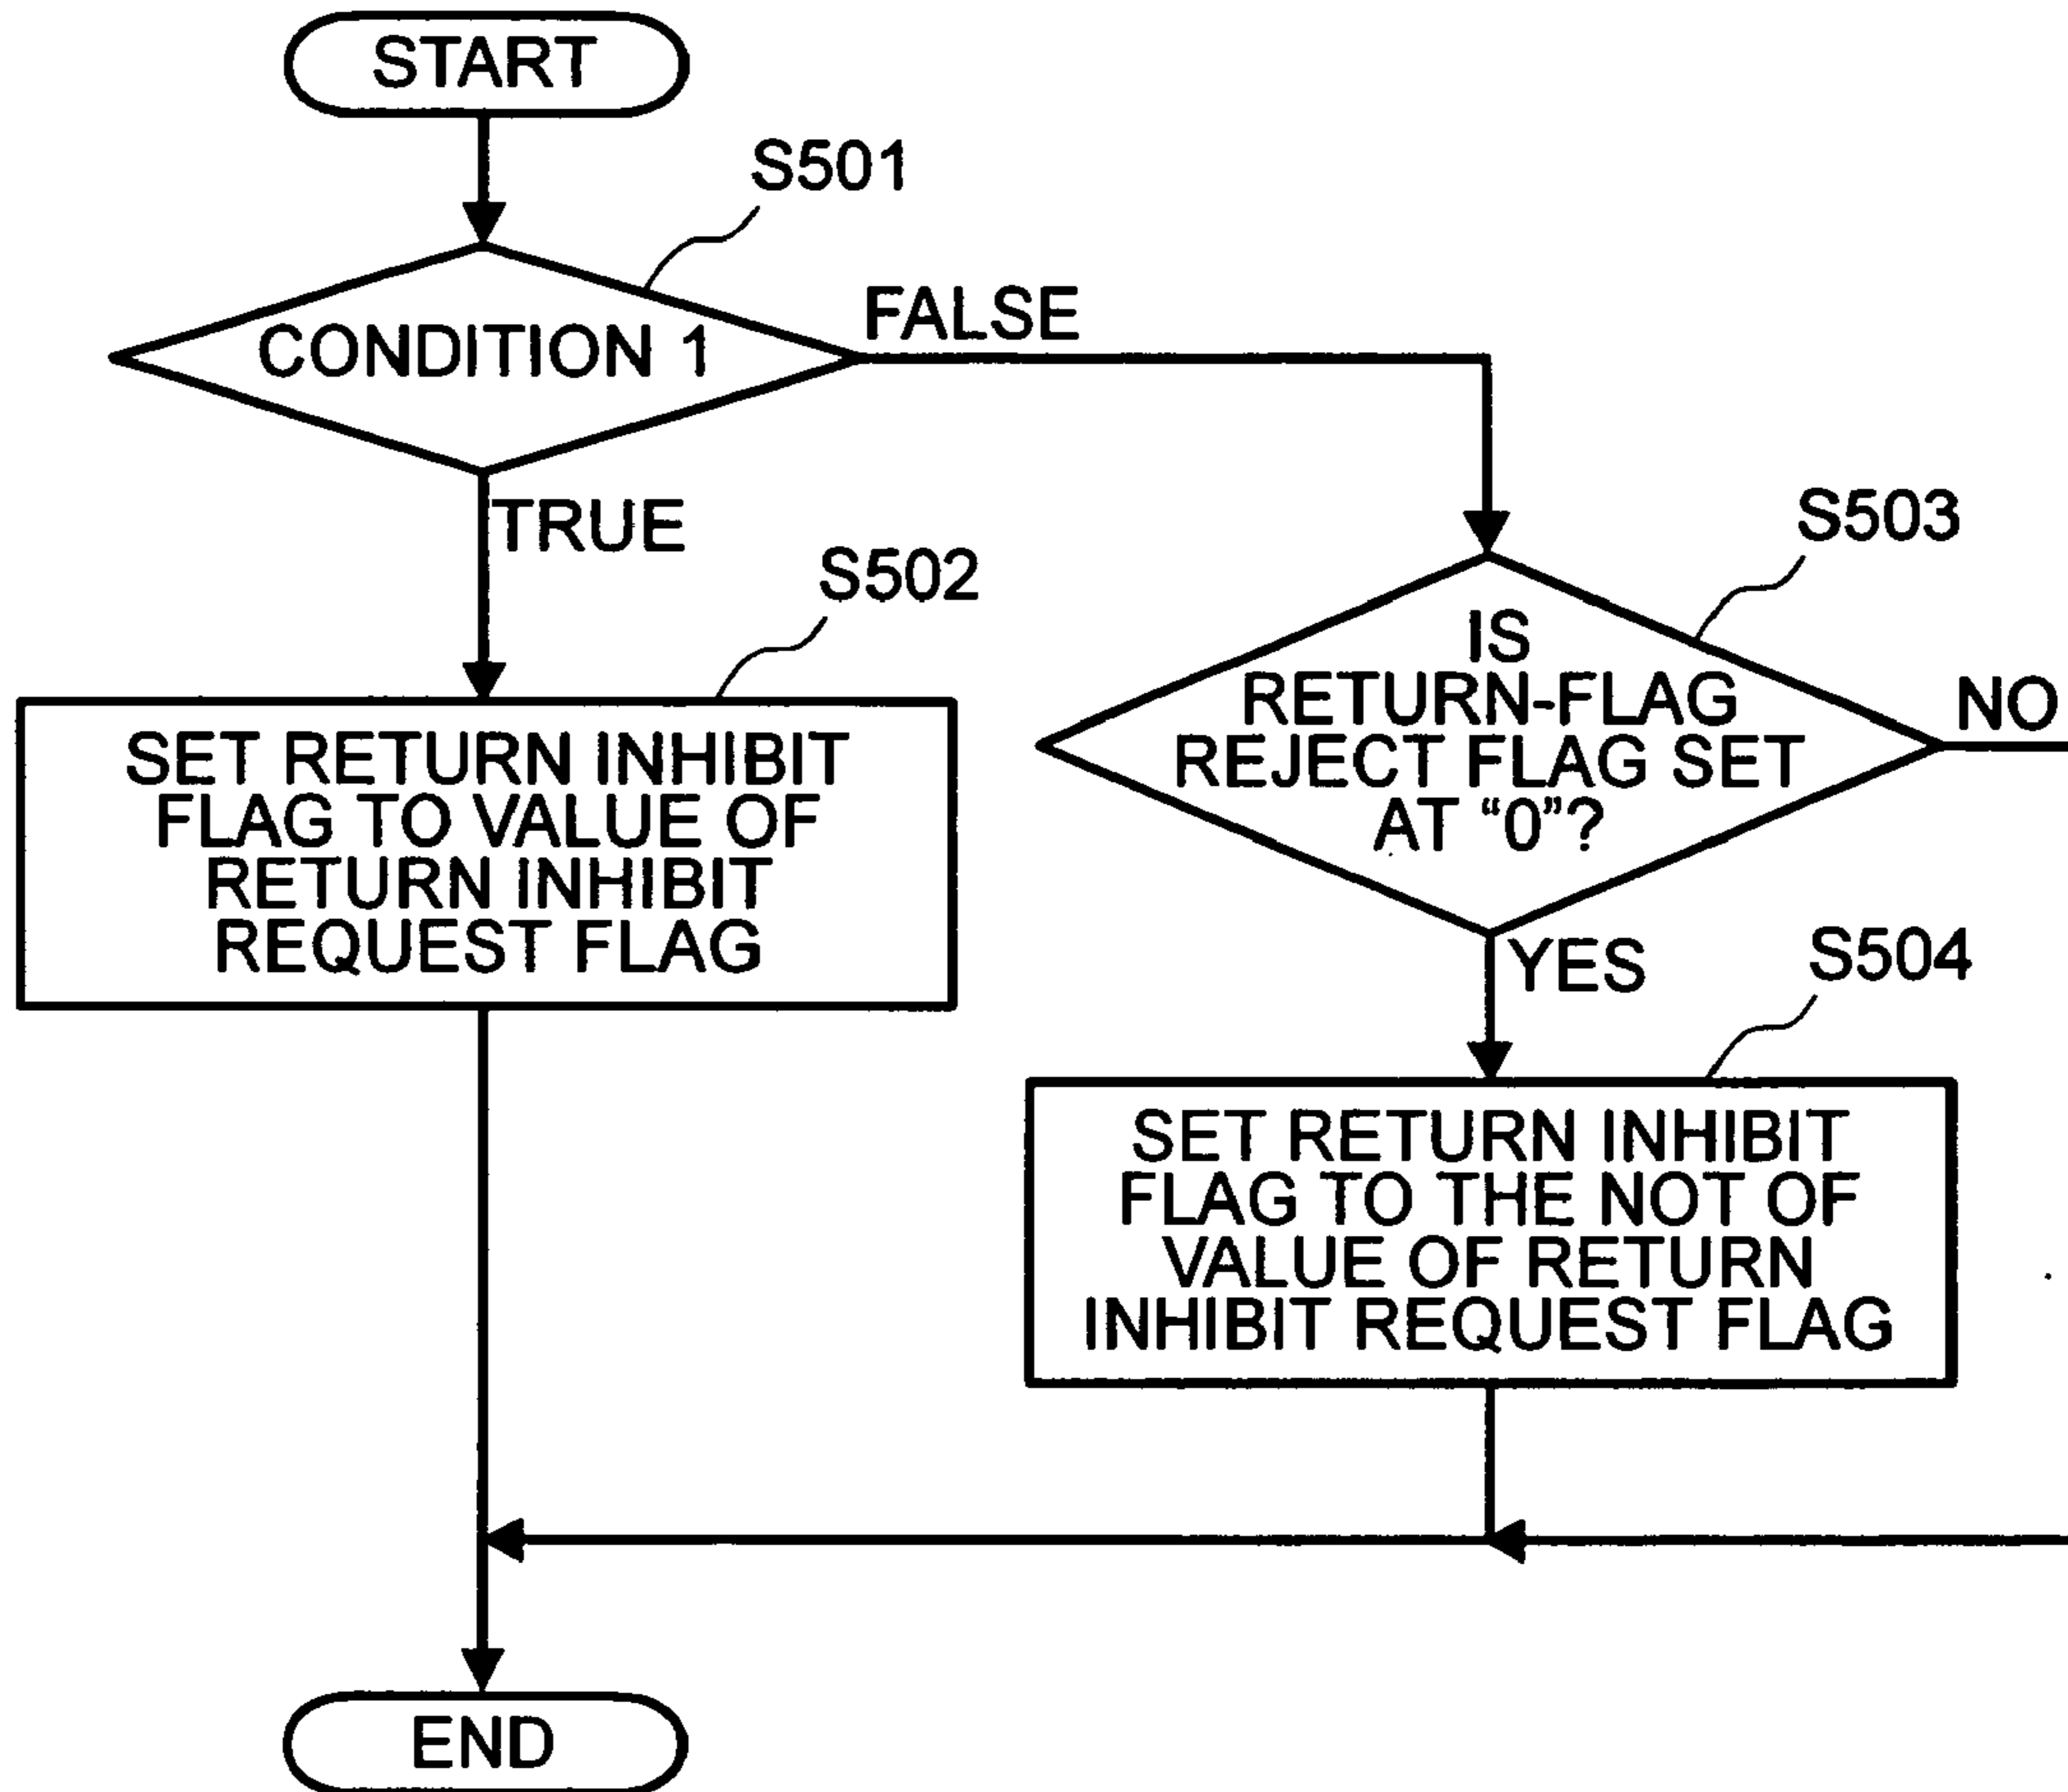 START
S501
CONDITION 1
FALSE
TRUE
S502
SET RETURN INHIBIT
FLAG TO VALUE OF
RETURN INHIBIT
REQUEST FLAG
S503
IS
RETURN-FLAG
REJECT FLAG SET
AT “0”?
NO
YES
S504
SET RETURN INHIBIT
FLAG TO THE NOT OF
VALUE OF RETURN
INHIBIT REQUEST FLAG
END